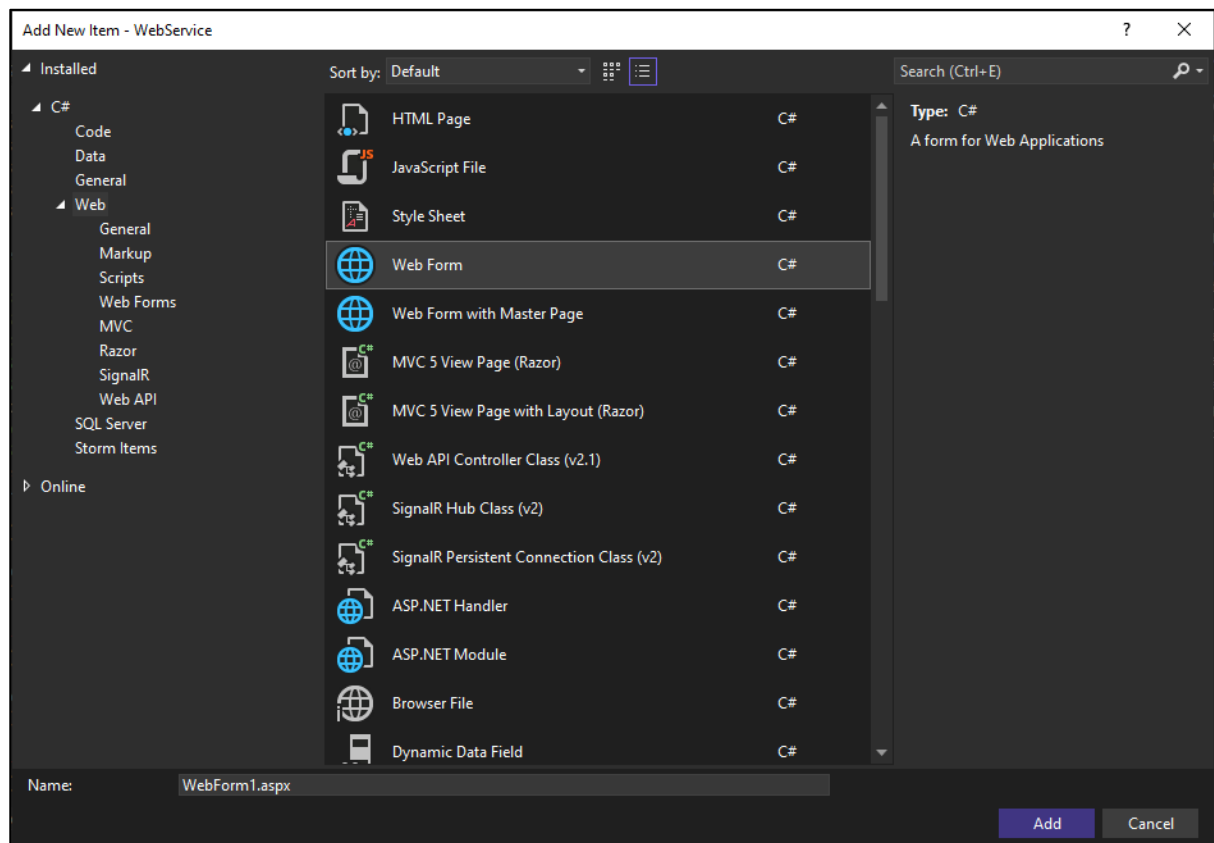 Add New Item - WebService
?
Installed
Sort by: Default
Search (Ctrl+E)
C#
Code
Data
General
Web
General
Markup
Scripts
Web Forms
MVC
Razor
SignalR
Web API
SQL Server
Storm Items
Online
HTML Page C#
JavaScript File C#
Style Sheet C#
Web Form C#
Web Form with Master Page C#
MVC 5 View Page (Razor) C#
MVC 5 View Page with Layout (Razor) C#
Web API Controller Class (v2.1) C#
SignalR Hub Class (v2) C#
SignalR Persistent Connection Class (v2) C#
ASP.NET Handler C#
ASP.NET Module C#
Browser File C#
Dynamic Data Field C#
Type: C#
A form for Web Applications
Name: WebForm1.aspx
Add Cancel